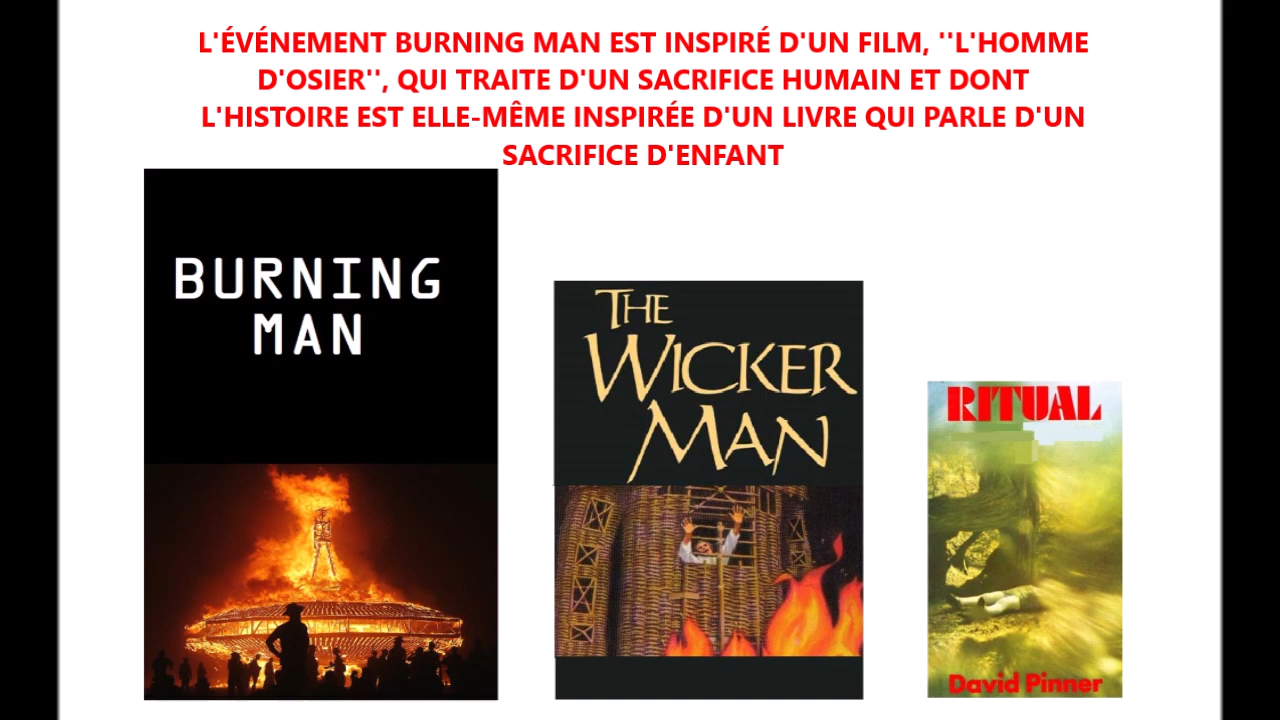 L'ÉVÉNEMENT BURNING MAN EST INSPIRÉ D'UN FILM, ''L'HOMME
D'OSIER'', QUI TRAITE D'UN SACRIFICE HUMAIN ET DONT
L'HISTOIRE EST ELLE-MÊME INSPIRÉE D'UN LIVRE QUI PARLE D'UN
SACRIFICE D'ENFANT
BURNING
MAN
THE
WICKER
MAN
RITUAL
David Pinner